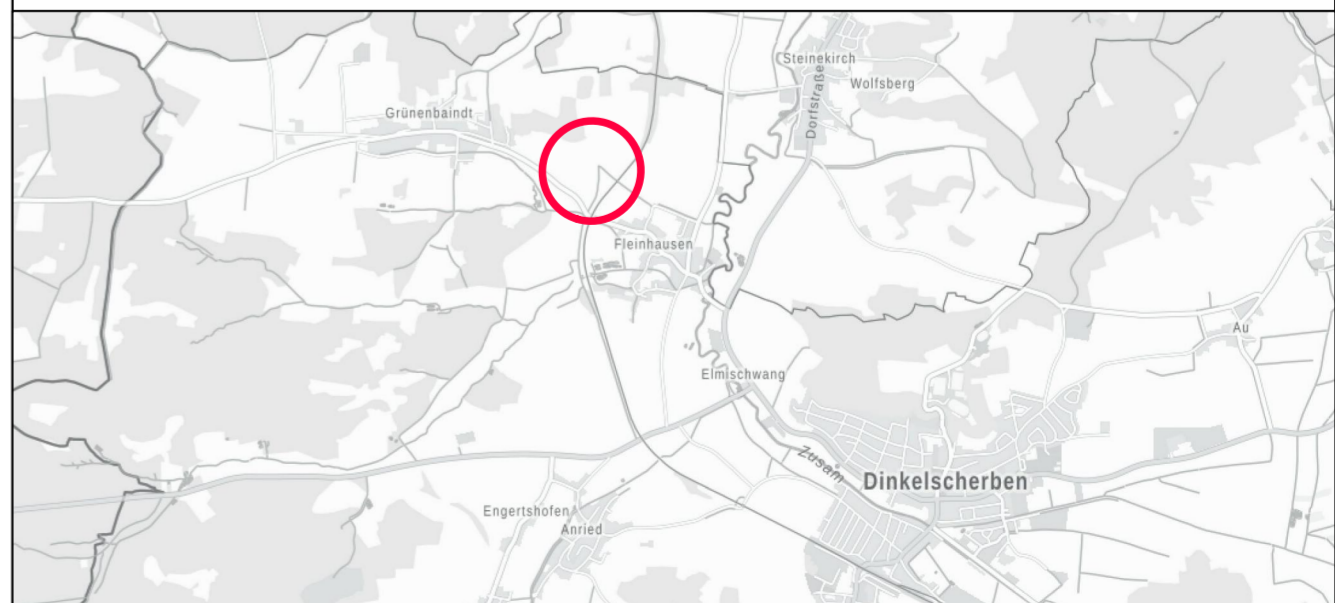 Steinekirch
Wolfsberg
Dorfstraße
Grünenbaindt
Fleinhausen
Elmischwang
Au
Zusam
Dinkelscherben
Engertshofen
Anried